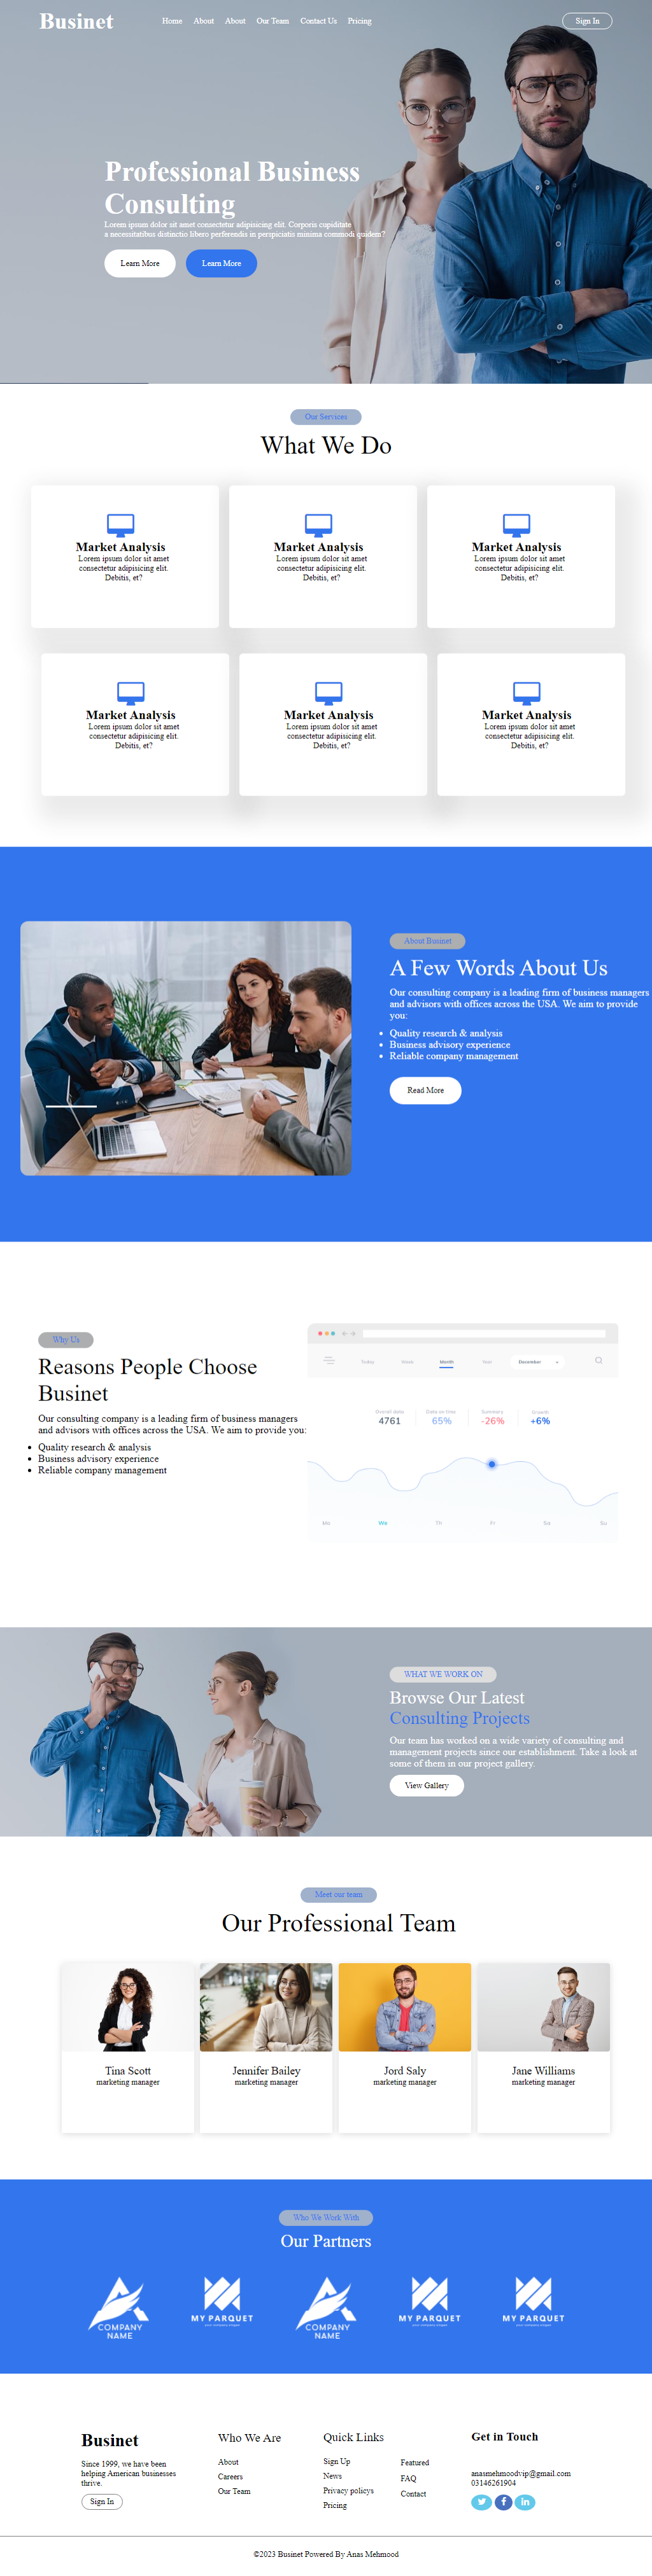 Businet
Home About About Our Team Contact Us Pricing
Sign In
Professional Business
Consulting
Lorem ipsum dolor sit amet consectetur adipisicing elit. Corporis cupiditate
a necessitatibus distinctio libero perferendis in perspiciatis minima commodi quidem?
Learn More
Learn More
Our Services
What We Do
Market Analysis
Lorem ipsum dolor sit amet
consectetur adipisicing elit.
Debitis, et?
Market Analysis
Lorem ipsum dolor sit amet
consectetur adipisicing elit.
Debitis, et?
Market Analysis
Lorem ipsum dolor sit amet
consectetur adipisicing elit.
Debitis, et?
Market Analysis
Lorem ipsum dolor sit amet
consectetur adipisicing elit.
Debitis, et?
Market Analysis
Lorem ipsum dolor sit amet
consectetur adipisicing elit.
Debitis, et?
Market Analysis
Lorem ipsum dolor sit amet
consectetur adipisicing elit.
Debitis, et?
About Businet
A Few Words About Us
Our consulting company is a leading firm of business managers
and advisors with offices across the USA. We aim to provide
you:
Quality research & analysis
Business advisory experience
Reliable company management
Read More
Why Us
Reasons People Choose
Businet
Our consulting company is a leading firm of business managers
and advisors with offices across the USA. We aim to provide you:
Quality research & analysis
Business advisory experience
Reliable company management
Today Week Month Year December
Overall data Daily on time Summary Growth
4761 65% -26% +6%
Mo We Th Fr Sa Su
WHAT WE WORK ON
Browse Our Latest
Consulting Projects
Our team has worked on a wide variety of consulting and
management projects since our establishment. Take a look at
some of them in our project gallery.
View Gallery
Meet our team
Our Professional Team
Tina Scott
marketing manager
Jennifer Bailey
marketing manager
Jord Saly
marketing manager
Jane Williams
marketing manager
Who We Work With
Our Partners
COMPANY
NAME
MY PARQUET
COMPANY
NAME
MY PARQUET
MY PARQUET
Businet
Since 1999, we have been
helping American businesses
thrive.
Sign In
Who We Are
About
Careers
Our Team
Quick Links
Sign Up
News
Privacy policys
Pricing
Featured
FAQ
Contact
Get in Touch
anasmehmoodvip@gmail.com
03146261904
©2023 Businet Powered By Anas Mehmood